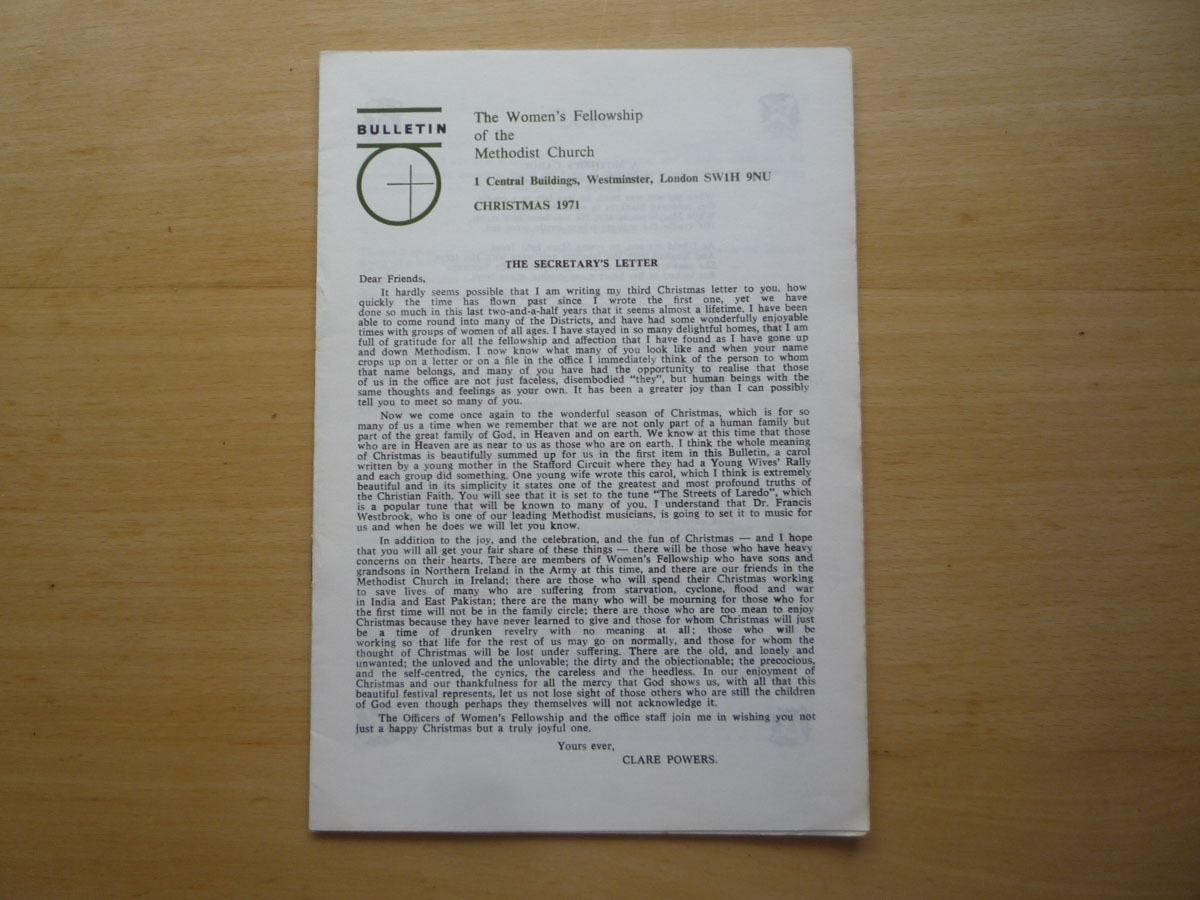 BULLETIN
The Women's Fellowship
of the
Methodist Church
1 Central Buildings, Westminster, London SW1H 9NU
CHRISTMAS 1971
THE SECRETARY'S LETTER
Dear Friends,
It hardly seems possible that I am writing my third Christmas letter to you, how
quickly the time has flown past since I wrote the first one, yet we have
done so much in this last two-and-a-half years that it seems almost a lifetime. I have been
able to come round into many of the Districts, and have had some wonderfully enjoyable
times with groups of women of all ages. I have stayed in so many delightful homes, that I am
full of gratitude for all the fellowship and affection that I have found as I have gone up
and down Methodism. I now know what many of you look like and when your name
crops up on a letter or on a file in the office I immediately think of the person to whom
that name belongs, and many of you have had the opportunity to realise that those
of us in the office are not just faceless, disembodied "they", but human beings with the
same thoughts and feelings as your own. It has been a greater joy than I can possibly
tell you to meet so many of you.
Now we come once again to the wonderful season of Christmas, which is for so
many of us a time when we remember that we are not only part of a human family but
part of the great family of God, in Heaven and on earth. We know at this time that those
who are in Heaven are as near to us as those who are on earth. I think the whole meaning
of Christmas is beautifully summed up for us in the first item in this Bulletin, a carol
written by a young mother in the Stafford Circuit where they had a Young Wives' Rally
and each group did something. One young wife wrote this carol, which I think is extremely
beautiful and in its simplicity it states one of the greatest and most profound truths of
the Christian Faith. You will see that it is set to the tune "The Streets of Laredo", which
is a popular tune that will be known to many of you. I understand that Dr. Francis
Westbrook, who is one of our leading Methodist musicians, is going to set it to music for
us and when he does we will let you know.
In addition to the joy, and the celebration, and the fun of Christmas — and I hope
that you will all get your fair share of these things — there will be those who have heavy
concerns on their hearts. There are members of Women's Fellowship who have sons and
grandsons in Northern Ireland in the Army at this time, and there are our friends in the
Methodist Church in Ireland; there are those who will spend their Christmas working
to save lives of many who are suffering from starvation, cyclone, flood and war
in India and East Pakistan; there are the many who will be mourning for those who for
the first time will not be in the family circle; there are those who are too mean to enjoy
Christmas because they have never learned to give and those for whom Christmas will just
be a time of drunken revelry with no meaning at all; those who will be
working so that life for the rest of us may go on normally, and those for whom the
thought of Christmas will be lost under suffering. There are the old, and lonely and
unwanted; the unloved and the unlovable; the dirty and the objectionable; the precocious,
and the self-centred, the cynics, the careless and the heedless. In our enjoyment of
Christmas and our thankfulness for all the mercy that God shows us, with all that this
beautiful festival represents, let us not lose sight of those others who are still the children
of God even though perhaps they themselves will not acknowledge it.
The Officers of Women's Fellowship and the office staff join me in wishing you not
just a happy Christmas but a truly joyful one.
Yours ever,
CLARE POWERS.